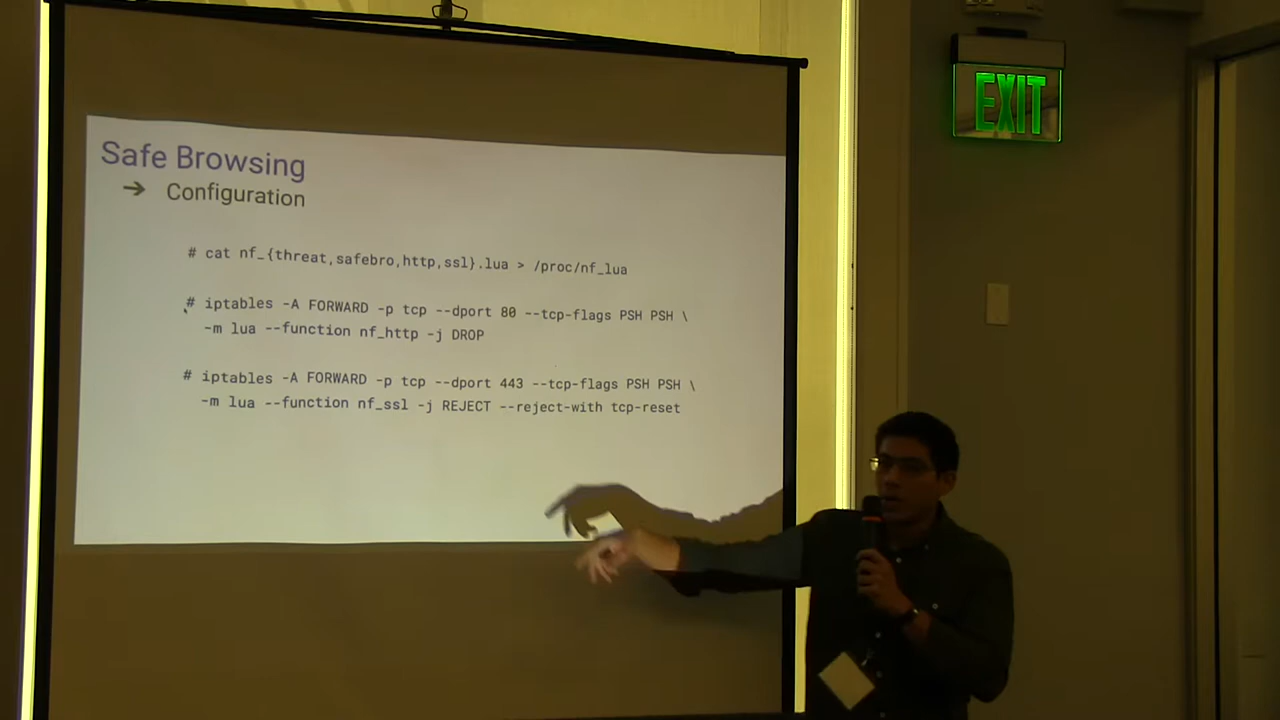 EXIT
Safe Browsing
➔ Configuration
# cat nf_{threat,safebro,http,ssl}.lua > /proc/nf_lua
# iptables -A FORWARD -p tcp --dport 80 --tcp-flags PSH PSH \
-m lua --function nf_http -j DROP
# iptables -A FORWARD -p tcp --dport 443 --tcp-flags PSH PSH \
-m lua --function nf_ssl -j REJECT --reject-with tcp-reset